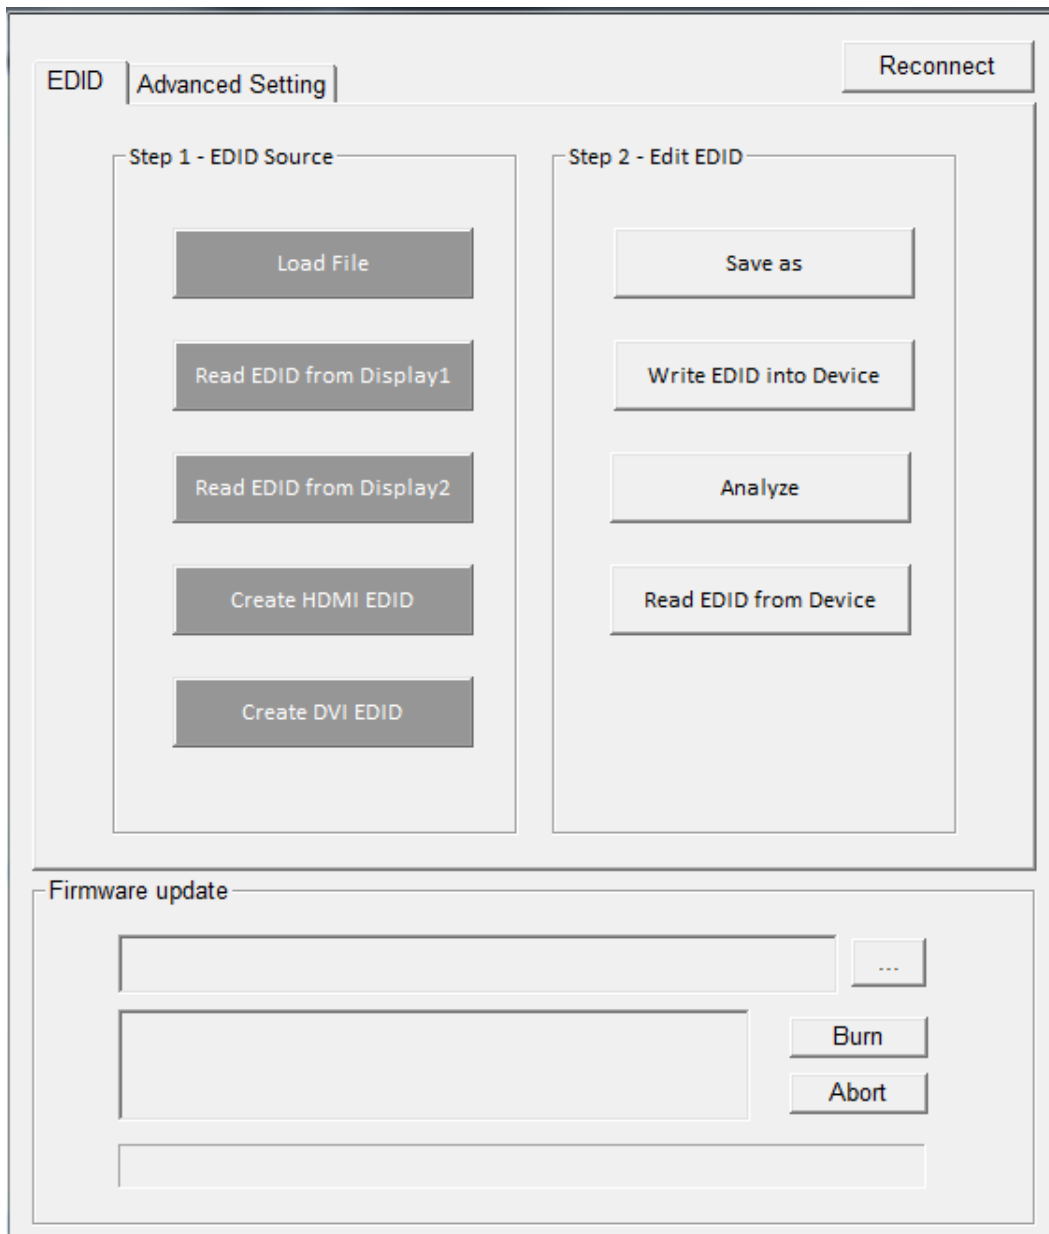 Reconnect
EDID
Advanced Setting
Step 1 - EDID Source
Load File
Read EDID from Display1
Read EDID from Display2
Create HDMI EDID
Create DVI EDID
Step 2 - Edit EDID
Save as
Write EDID into Device
Analyze
Read EDID from Device
Firmware update
...
Burn
Abort